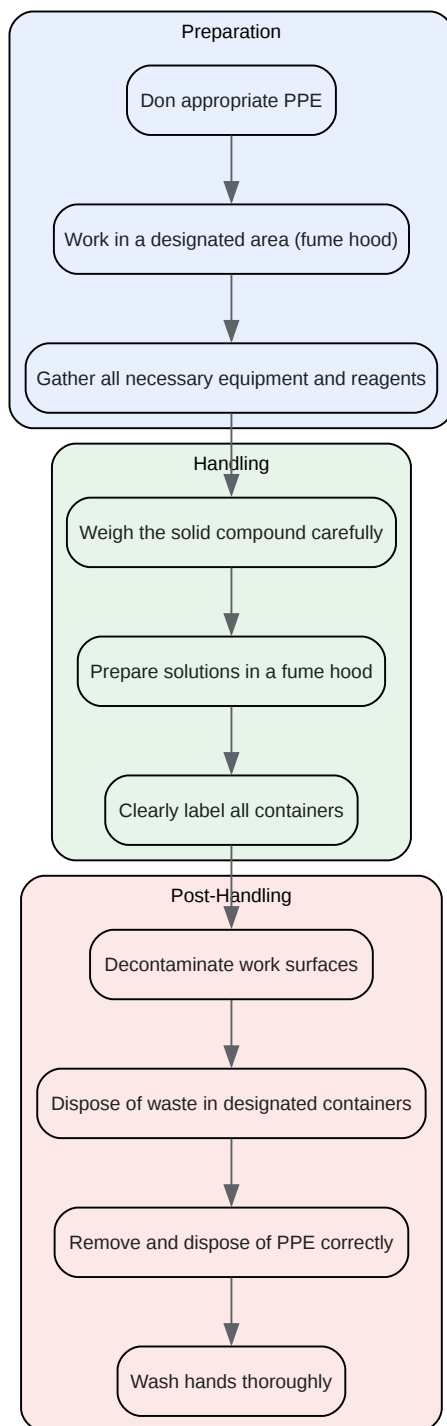 Preparation
Don appropriate PPE
Work in a designated area (fume hood)
Gather all necessary equipment and reagents
Handling
Weigh the solid compound carefully
Prepare solutions in a fume hood
Clearly label all containers
Post-Handling
Decontaminate work surfaces
Dispose of waste in designated containers
Remove and dispose of PPE correctly
Wash hands thoroughly